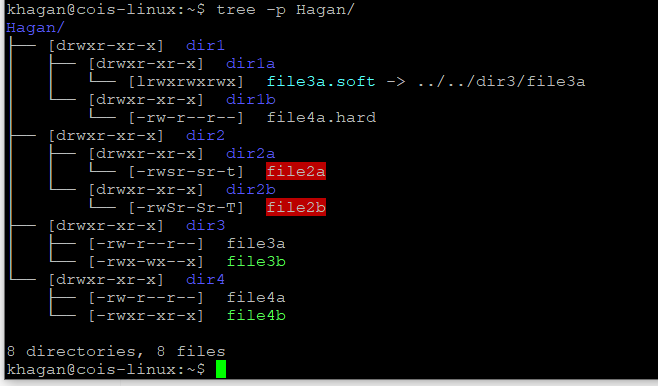 khagan@cois-linux:~$ tree -p Hagan/
Hagan/
├── [drwxr-xr-x]  dir1
│   ├── [drwxr-xr-x]  dir1a
│   │   └── [lrwxrwxrwx]  file3a.soft -> ../../dir3/file3a
│   └── [drwxr-xr-x]  dir1b
│       └── [-rw-r--r--]  file4a.hard
├── [drwxr-xr-x]  dir2
│   ├── [drwxr-xr-x]  dir2a
│   │   └── [-rwsr-sr-t]  file2a
│   └── [drwxr-xr-x]  dir2b
│       └── [-rwSr-Sr-T]  file2b
├── [drwxr-xr-x]  dir3
│   ├── [-rw-r--r--]  file3a
│   └── [-rwx-wx--x]  file3b
└── [drwxr-xr-x]  dir4
    ├── [-rw-r--r--]  file4a
    └── [-rwxr-xr-x]  file4b
8 directories, 8 files
khagan@cois-linux:~$